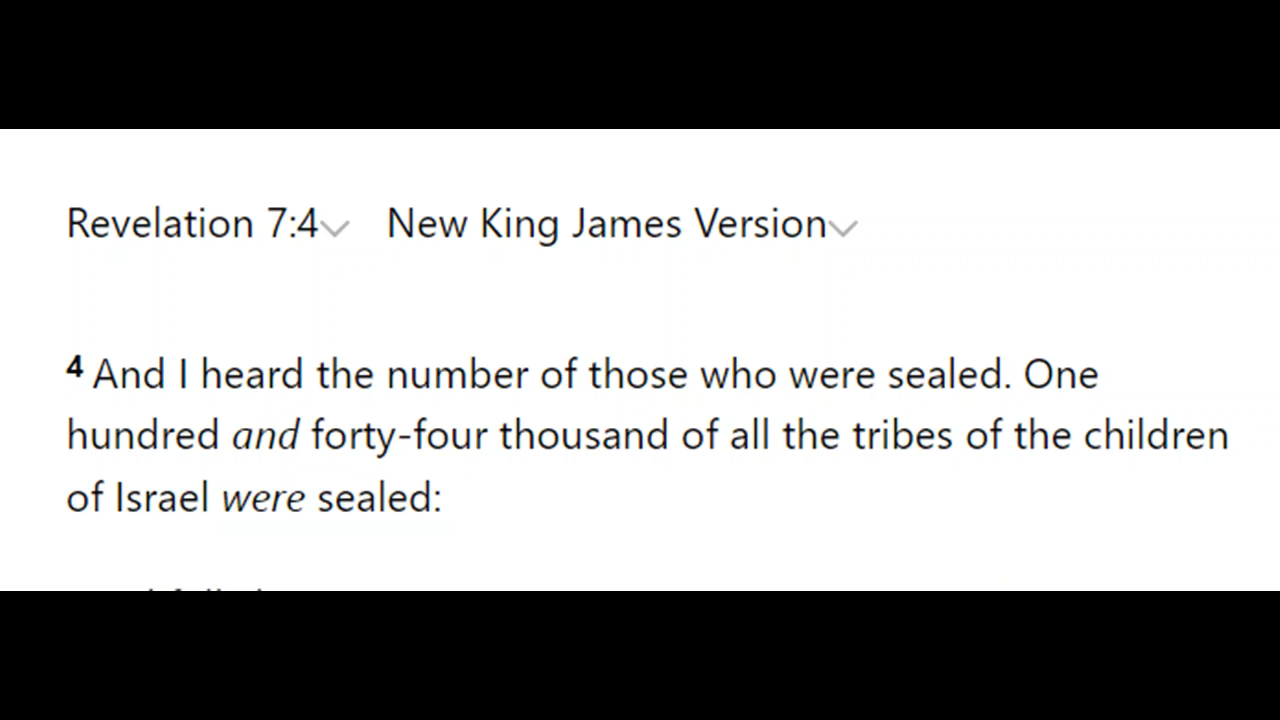 Revelation 7:4 New King James Version
4 And I heard the number of those who were sealed. One
hundred and forty-four thousand of all the tribes of the children
of Israel were sealed: